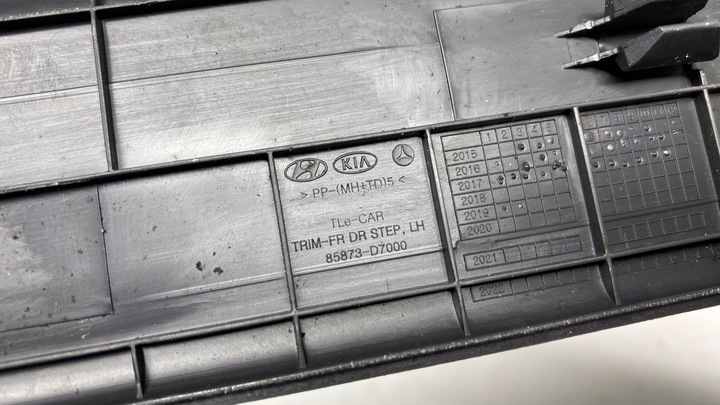 KIA
> PP-(MH+TD)5 <
TLe-CAR
TRIM-FR DR STEP, LH
85873-D7000
1 2 3 4 5
2015
2016
2017
2018
2019
2020
2021
2022